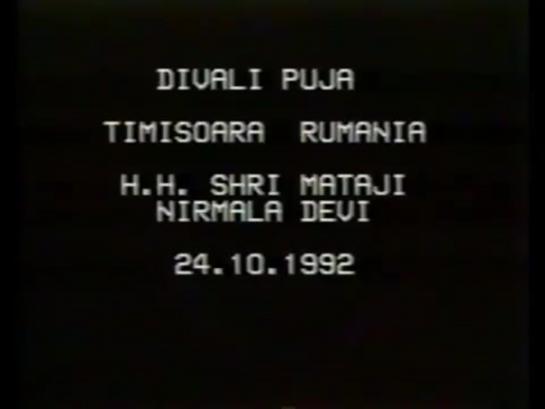 DIVALI PUJA
TIMISOARA RUMANIA
H.H. SHRI MATAJI
NIRMALA DEVI
24.10.1992